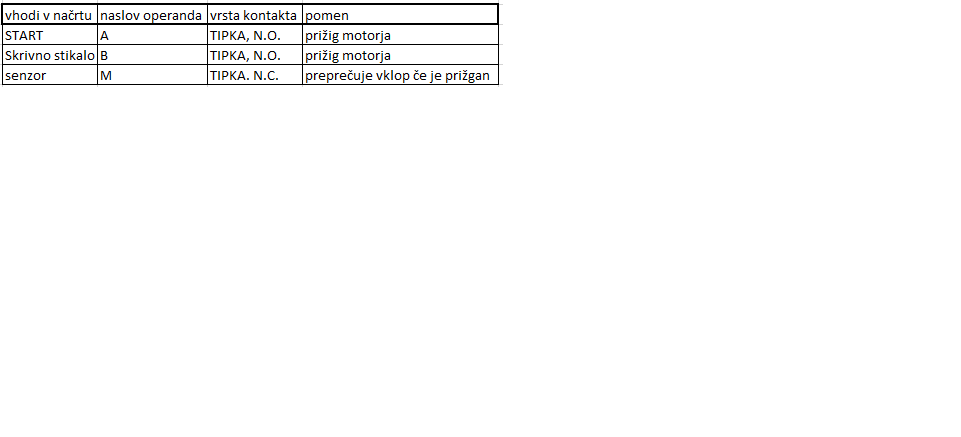 vhodi v načrtu naslov operanda vrsta kontakta pomen
START A TIPKA, N.O. prižig motorja
Skrivno stikalo B TIPKA, N.O. prižig motorja
senzor M TIPKA. N.C. preprečuje vklop če je prižgan